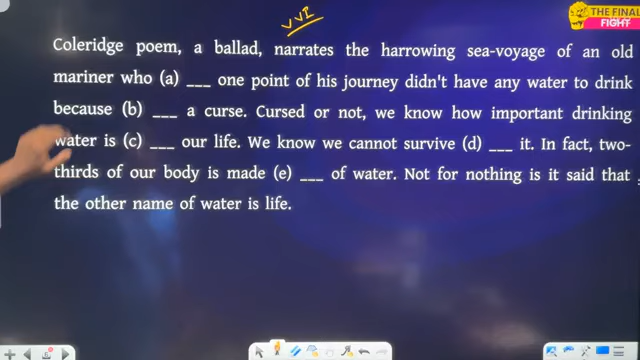 VVI
THE FINAL
FIGHT
Coleridge poem, a ballad, narrates the harrowing sea-voyage of an old
mariner who (a) ___ one point of his journey didn't have any water to drink
because (b) ___ a curse. Cursed or not, we know how important drinking
water is (c) ___ our life. We know we cannot survive (d) ___ it. In fact, two-
thirds of our body is made (e) ___ of water. Not for nothing is it said that
the other name of water is life.